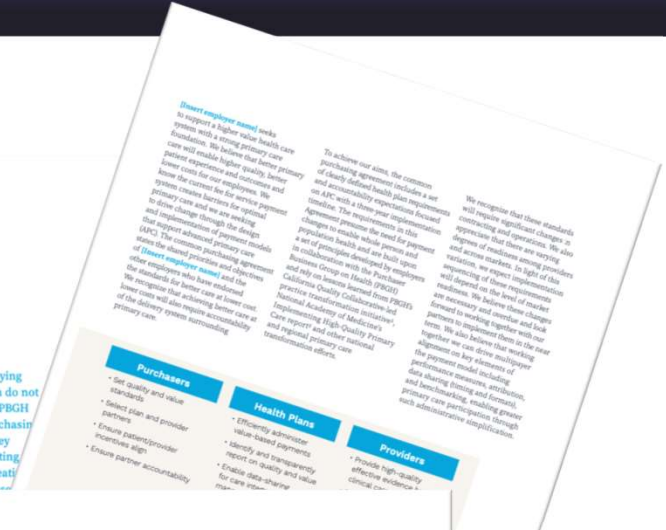 [Insert employer name] seeks
to support a higher value health care
system with a strong primary care
foundation. We believe that better primary
care will enable higher quality, better
patient experience and outcomes and
lower costs for our employees. We
know the current fee for service payment
system creates barriers for optimal
primary care and we are seeking
to drive change through the design
and implementation of payment models
that support advanced primary care
(APC). The common purchasing agreement
states the shared priorities and objectives
of [Insert employer name] and the
other employers who have endorsed
the standards for better care at lower cost.
We recognize that achieving better care at
lower costs will also require accountability
of the delivery system surrounding
primary care.
To achieve our aims, the common
purchasing agreement includes a set
of clearly defined health plan requirements
and accountability expectations focused
on APC with a three-year implementation
timeline. The requirements in this
Agreement presume the need for payment
changes to enable whole person and
population health and are built upon
a set of principles developed by employers
in collaboration with the Purchaser
Business Group on Health (PBGH)
and rely on lessons learned from PBGH's
California Quality Collaborative-led
practice transformation initiative,
National Academy of Medicine's
Implementing High-Quality Primary
Care report and other national
and regional primary care
transformation efforts.
We recognize that these standards
will require significant changes in
contracting and operations. We also
appreciate that there are varying
degrees of readiness among providers
and across markets. In light of this
variation, we expect implementation
sequencing of these requirements
will depend on the level of market
readiness. We believe these changes
are necessary and overdue and look
forward to working together with our
partners to implement them in the near
term. We also believe that working
together we can drive multipayer
alignment on key elements of
the payment model including
performance measures, attribution,
data sharing (timing and format),
and benchmarking, enabling greater
primary care participation through
such administrative simplification.
Purchasers
• Set quality and value
standards
• Select plan and provider
partners
• Ensure patient/provider
incentives align
• Ensure partner accountability
Health Plans
• Efficiently administer
value-based payments
• Identify and transparently
report on quality and value
• Enable data-sharing
Providers
• Provide high-quality
ying
do not
PBGH